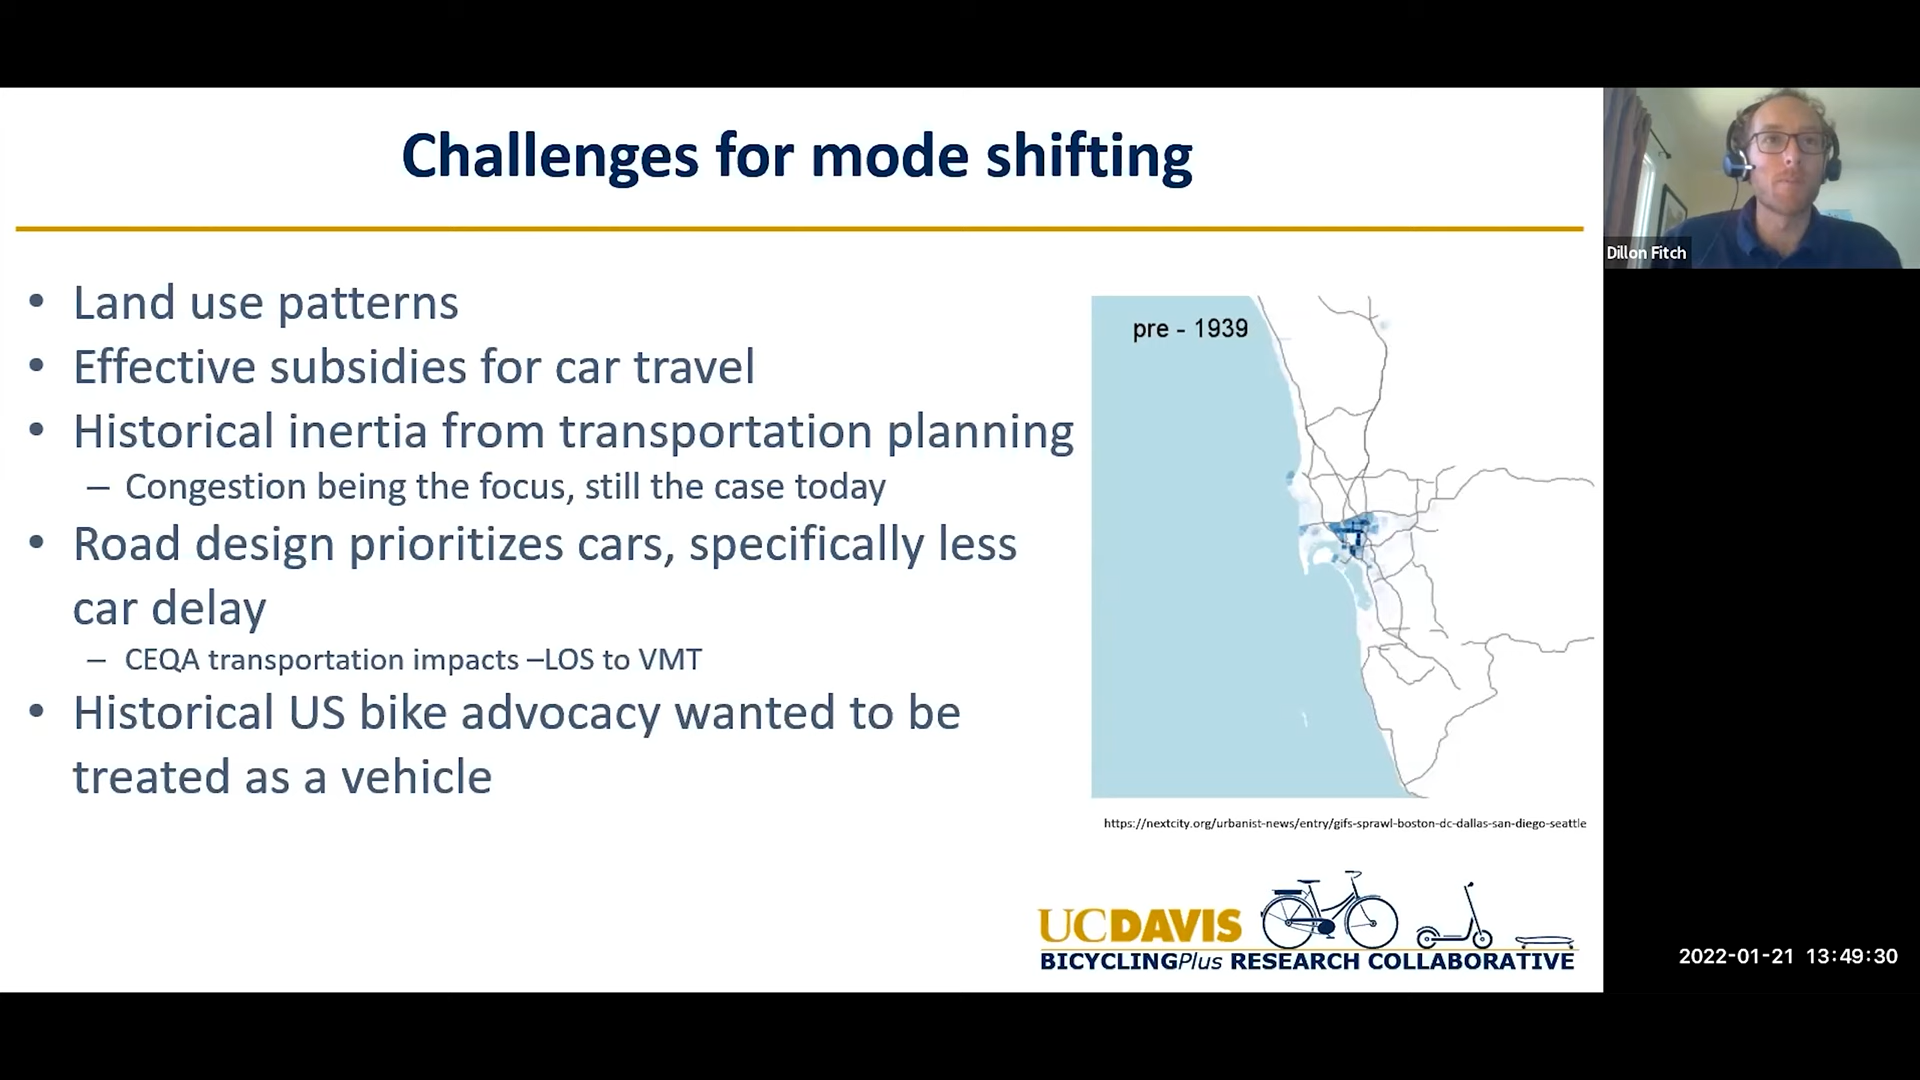 Challenges for mode shifting
• Land use patterns
• Effective subsidies for car travel
• Historical inertia from transportation planning
– Congestion being the focus, still the case today
• Road design prioritizes cars, specifically less
car delay
– CEQA transportation impacts –LOS to VMT
• Historical US bike advocacy wanted to be
treated as a vehicle
pre - 1939
https://nextcity.org/urbanist-news/entry/gifs-sprawl-boston-dc-dallas-san-diego-seattle
UCDAVIS
BICYCLINGPlus RESEARCH COLLABORATIVE
Dillon Fitch
2022-01-21 13:49:30